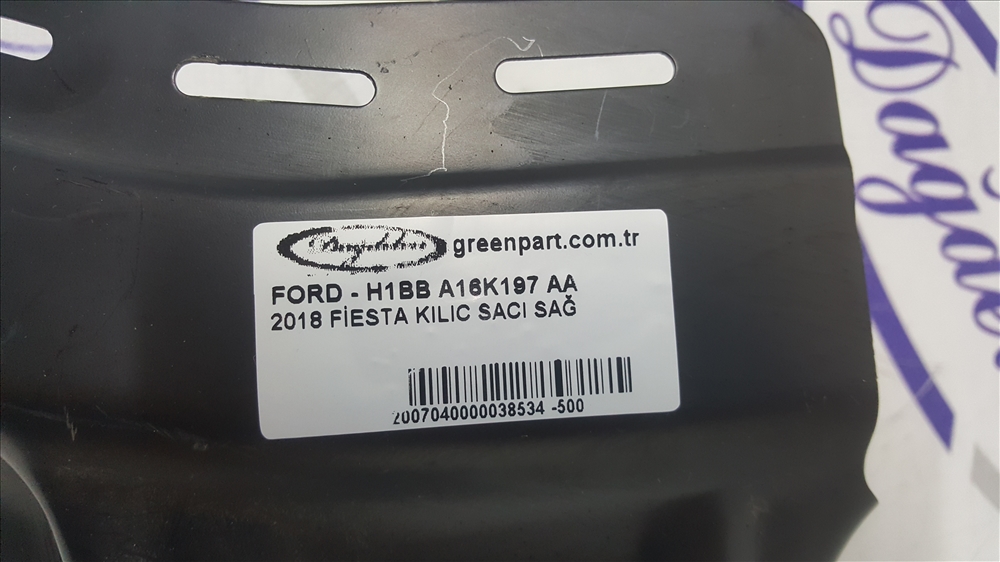 greenpart.com.tr
FORD - H1BB A16K197 AA
2018 FİESTA KILIC SACI SAĞ
2007040000038534 -500